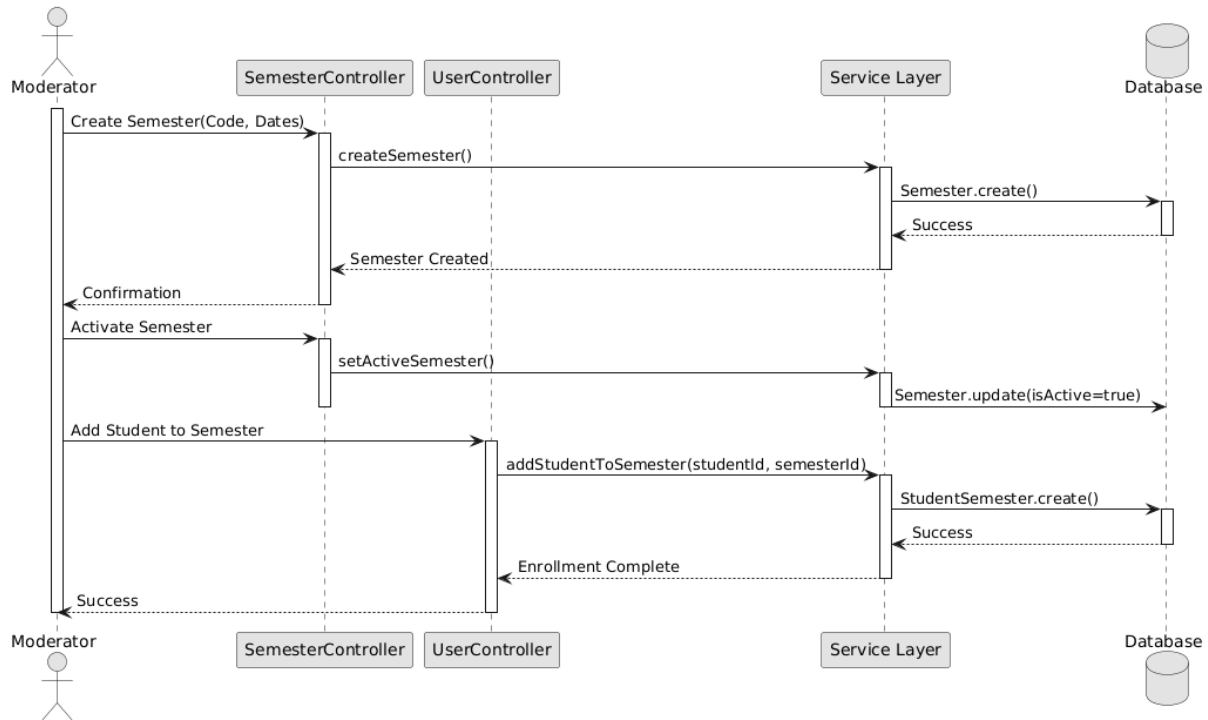 Moderator
SemesterController
UserController
Service Layer
Database
Create Semester(Code, Dates)
createSemester()
Semester.create()
Success
Semester Created
Confirmation
Activate Semester
setActiveSemester()
Semester.update(isActive=true)
Add Student to Semester
addStudentToSemester(studentId, semesterId)
StudentSemester.create()
Success
Enrollment Complete
Success
Moderator
SemesterController
UserController
Service Layer
Database